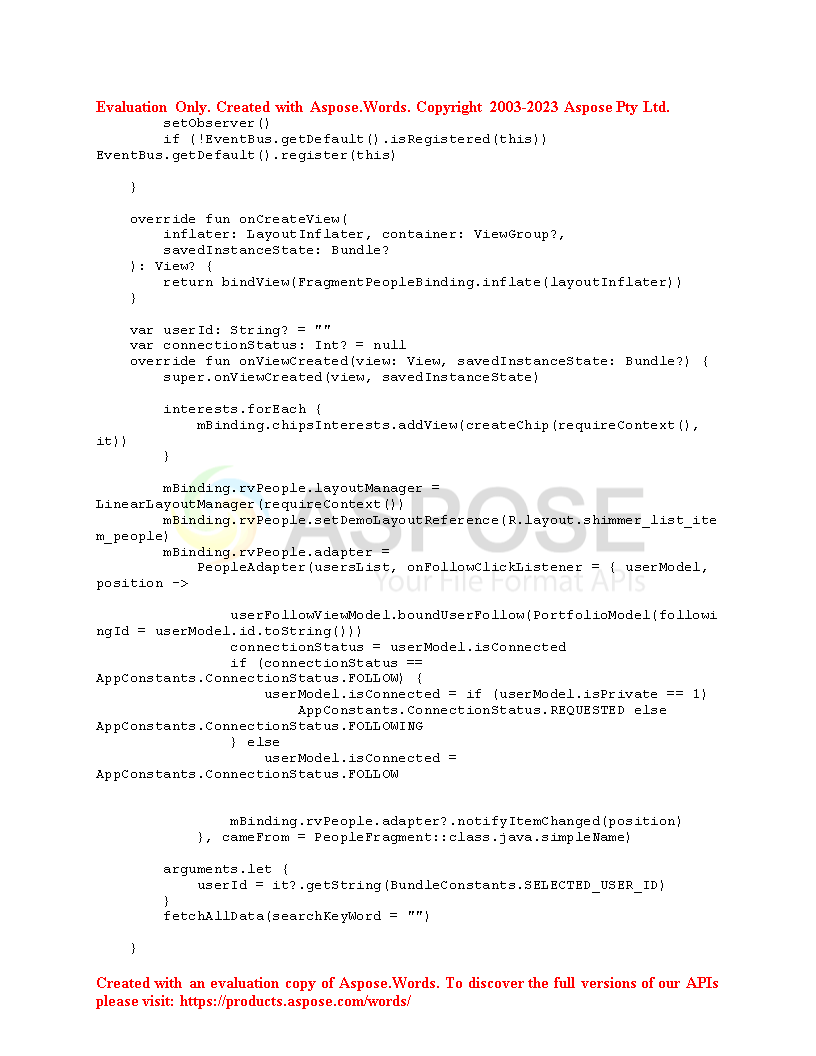 Evaluation Only. Created with Aspose.Words. Copyright 2003-2023 Aspose Pty Ltd.
        setObserver()
        if (!EventBus.getDefault().isRegistered(this))
EventBus.getDefault().register(this)

    }

    override fun onCreateView(
        inflater: LayoutInflater, container: ViewGroup?,
        savedInstanceState: Bundle?
    ): View? {
        return bindView(FragmentPeopleBinding.inflate(layoutInflater))
    }

    var userId: String? = ""
    var connectionStatus: Int? = null
    override fun onViewCreated(view: View, savedInstanceState: Bundle?) {
        super.onViewCreated(view, savedInstanceState)

        interests.forEach {
            mBinding.chipsInterests.addView(createChip(requireContext(),
it))
        }

        mBinding.rvPeople.layoutManager =
LinearLayoutManager(requireContext())
        mBinding.rvPeople.setDemoLayoutReference(R.layout.shimmer_list_ite
m_people)
        mBinding.rvPeople.adapter =
            PeopleAdapter(usersList, onFollowClickListener = { userModel,
position ->

                userFollowViewModel.boundUserFollow(PortfolioModel(followi
ngId = userModel.id.toString()))
                connectionStatus = userModel.isConnected
                if (connectionStatus ==
AppConstants.ConnectionStatus.FOLLOW) {
                    userModel.isConnected = if (userModel.isPrivate == 1)
                        AppConstants.ConnectionStatus.REQUESTED else
AppConstants.ConnectionStatus.FOLLOWING
                } else
                    userModel.isConnected =
AppConstants.ConnectionStatus.FOLLOW


                mBinding.rvPeople.adapter?.notifyItemChanged(position)
            }, cameFrom = PeopleFragment::class.java.simpleName)

        arguments.let {
            userId = it?.getString(BundleConstants.SELECTED_USER_ID)
        }
        fetchAllData(searchKeyWord = "")

    }
ASPOSE
Your File Format APIs
Created with an evaluation copy of Aspose.Words. To discover the full versions of our APIs
please visit: https://products.aspose.com/words/